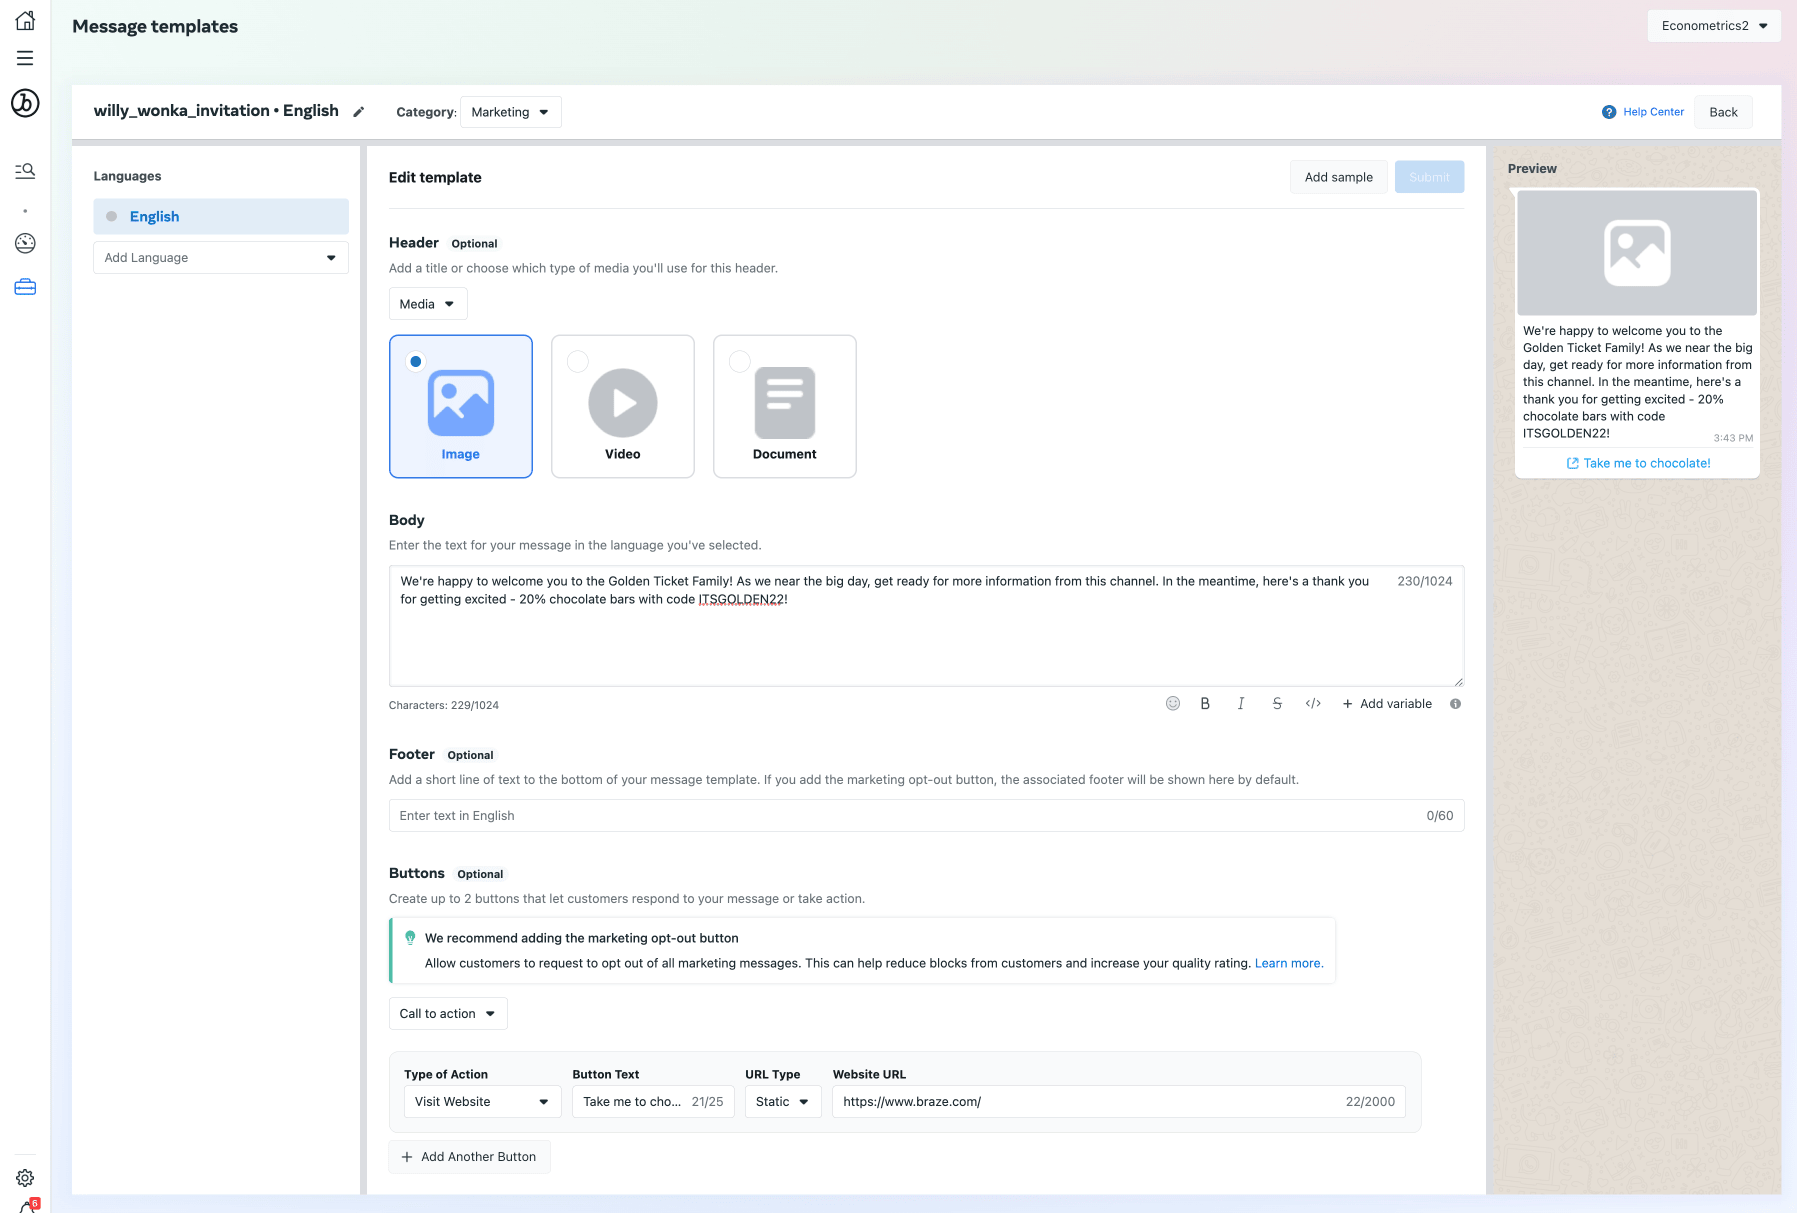 Message templates
Econometrics2
willy_wonka_invitation • English
Category:
Marketing
Help Center
Back
Languages
English
Add Language
Edit template
Add sample
Submit
Header
Optional
Add a title or choose which type of media you'll use for this header.
Media
Image
Video
Document
Body
Enter the text for your message in the language you've selected.
We're happy to welcome you to the Golden Ticket Family! As we near the big day, get ready for more information from this channel. In the meantime, here's a thank you
for getting excited - 20% chocolate bars with code ITSGOLDEN22!
230/1024
Characters: 229/1024
B
I
S
</>
+ Add variable
Footer
Optional
Add a short line of text to the bottom of your message template. If you add the marketing opt-out button, the associated footer will be shown here by default.
Enter text in English
0/60
Buttons
Optional
Create up to 2 buttons that let customers respond to your message or take action.
We recommend adding the marketing opt-out button
Allow customers to request to opt out of all marketing messages. This can help reduce blocks from customers and increase your quality rating. Learn more.
Call to action
Type of Action
Button Text
URL Type
Website URL
Visit Website
Take me to cho...
21/25
Static
https://www.braze.com/
22/2000
+ Add Another Button
6
Preview
We're happy to welcome you to the
Golden Ticket Family! As we near the big
day, get ready for more information from
this channel. In the meantime, here's a
thank you for getting excited - 20%
chocolate bars with code
ITSGOLDEN22!
3:43 PM
Take me to chocolate!